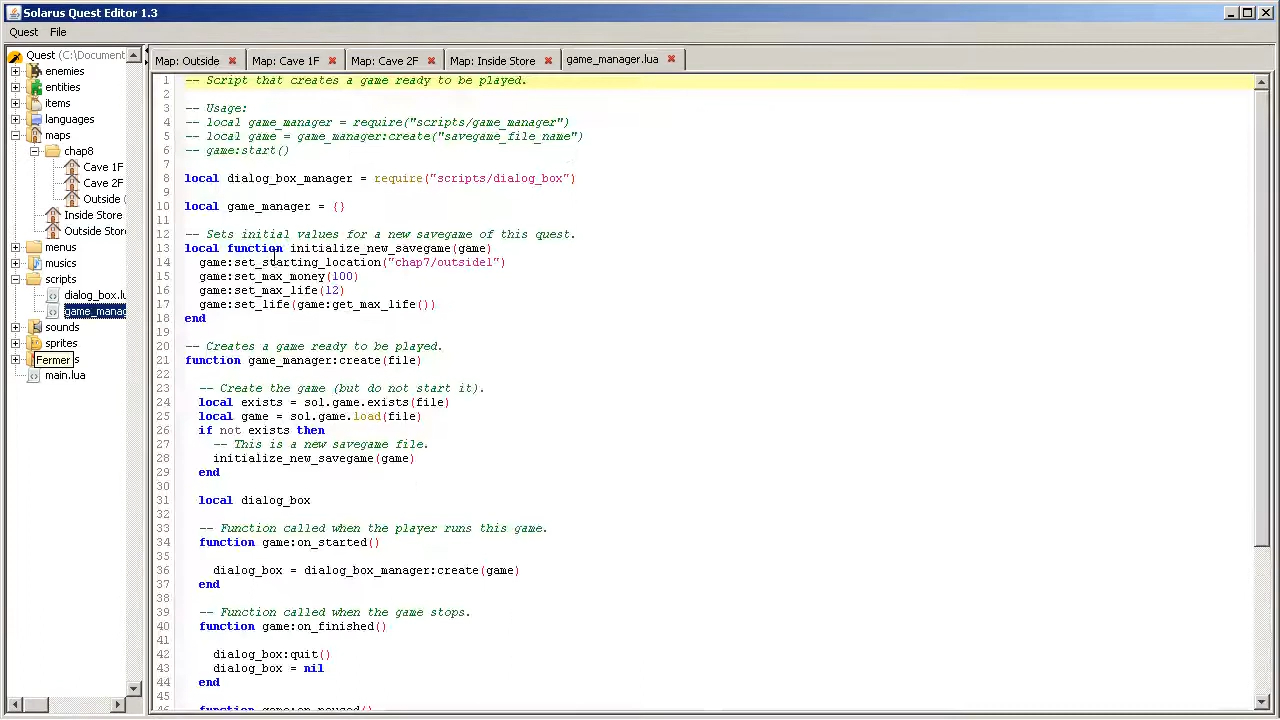 Solarus Quest Editor 1.3
Quest File
Quest (C:\Document
enemies
entities
items
languages
maps
chap8
Cave 1F
Cave 2F
Outside (
Inside Store
Outside Stor
menus
musics
scripts
dialog_box.lu
game_manag
sounds
sprites
Fermer
main.lua
Map: Outside
Map: Cave 1F
Map: Cave 2F
Map: Inside Store
game_manager.lua
1 -- Script that creates a game ready to be played.
2
3 -- Usage:
4 -- local game_manager = require("scripts/game_manager")
5 -- local game = game_manager:create("savegame_file_name")
6 -- game:start()
7
8 local dialog_box_manager = require("scripts/dialog_box")
9
10 local game_manager = {}
11
12 -- Sets initial values for a new savegame of this quest.
13 local function initialize_new_savegame(game)
14 game:set_starting_location("chap7/outside1")
15 game:set_max_money(100)
16 game:set_max_life(12)
17 game:set_life(game:get_max_life())
18 end
19
20 -- Creates a game ready to be played.
21 function game_manager:create(file)
22
23 -- Create the game (but do not start it).
24 local exists = sol.game.exists(file)
25 local game = sol.game.load(file)
26 if not exists then
27 -- This is a new savegame file.
28 initialize_new_savegame(game)
29 end
30
31 local dialog_box
32
33 -- Function called when the player runs this game.
34 function game:on_started()
35
36 dialog_box = dialog_box_manager:create(game)
37 end
38
39 -- Function called when the game stops.
40 function game:on_finished()
41
42 dialog_box:quit()
43 dialog_box = nil
44 end
45
46 function game:on_paused()